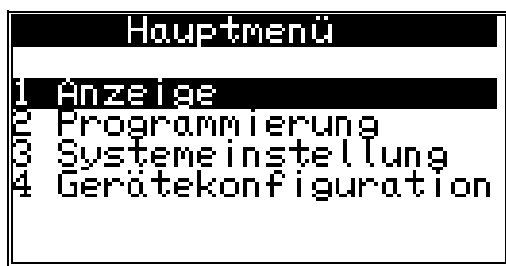 Hauptmenü
1 Anzeige
2 Programmierung
3 Systemeinstellung
4 Gerätekonfiguration